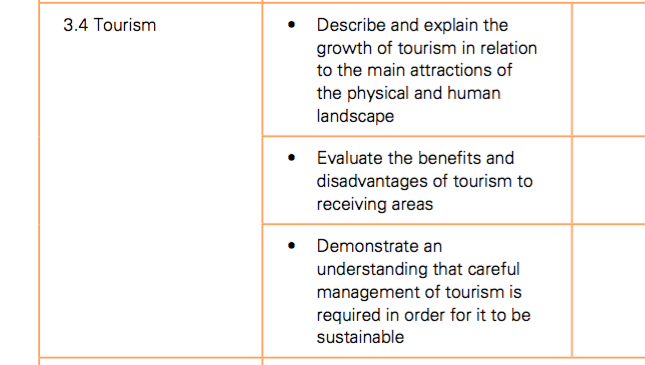 3.4 Tourism
• Describe and explain the
growth of tourism in relation
to the main attractions of
the physical and human
landscape
• Evaluate the benefits and
disadvantages of tourism to
receiving areas
• Demonstrate an
understanding that careful
management of tourism is
required in order for it to be
sustainable